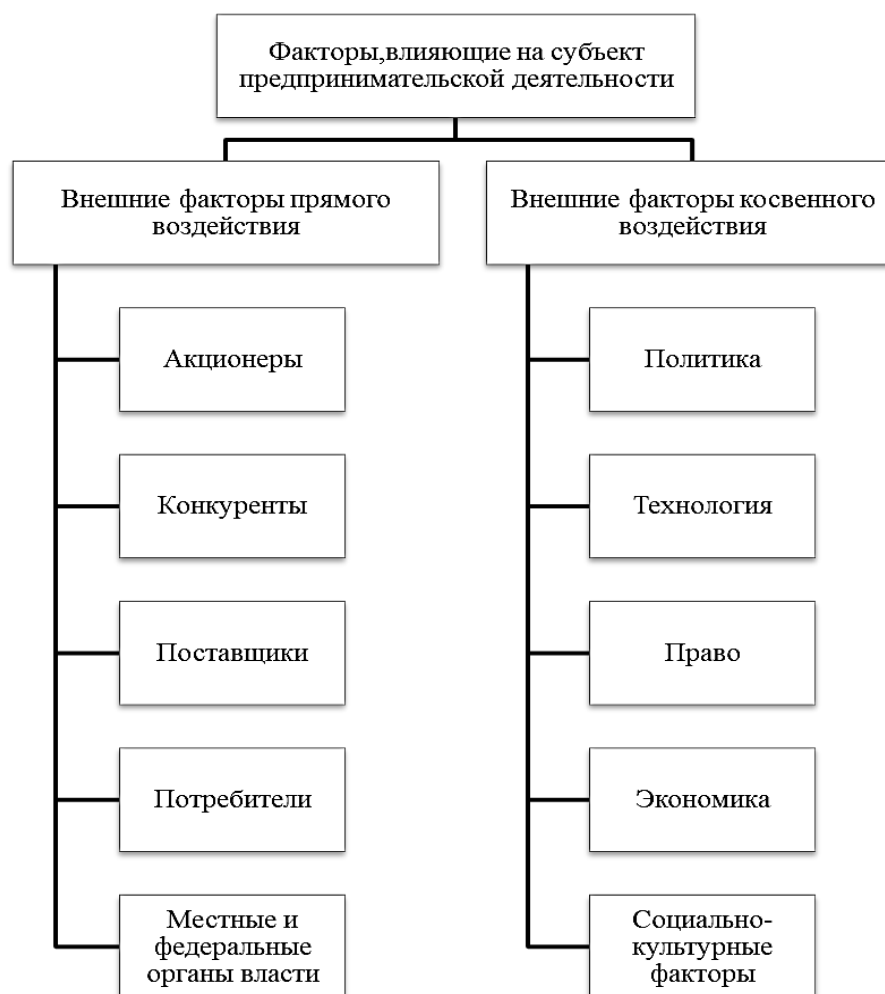 Факторы,влияющие на субъект
предпринимательской деятельности
Внешние факторы прямого
воздействия
Акционеры
Конкуренты
Поставщики
Потребители
Местные и
федеральные
органы власти
Внешние факторы косвенного
воздействия
Политика
Технология
Право
Экономика
Социально-
культурные
факторы